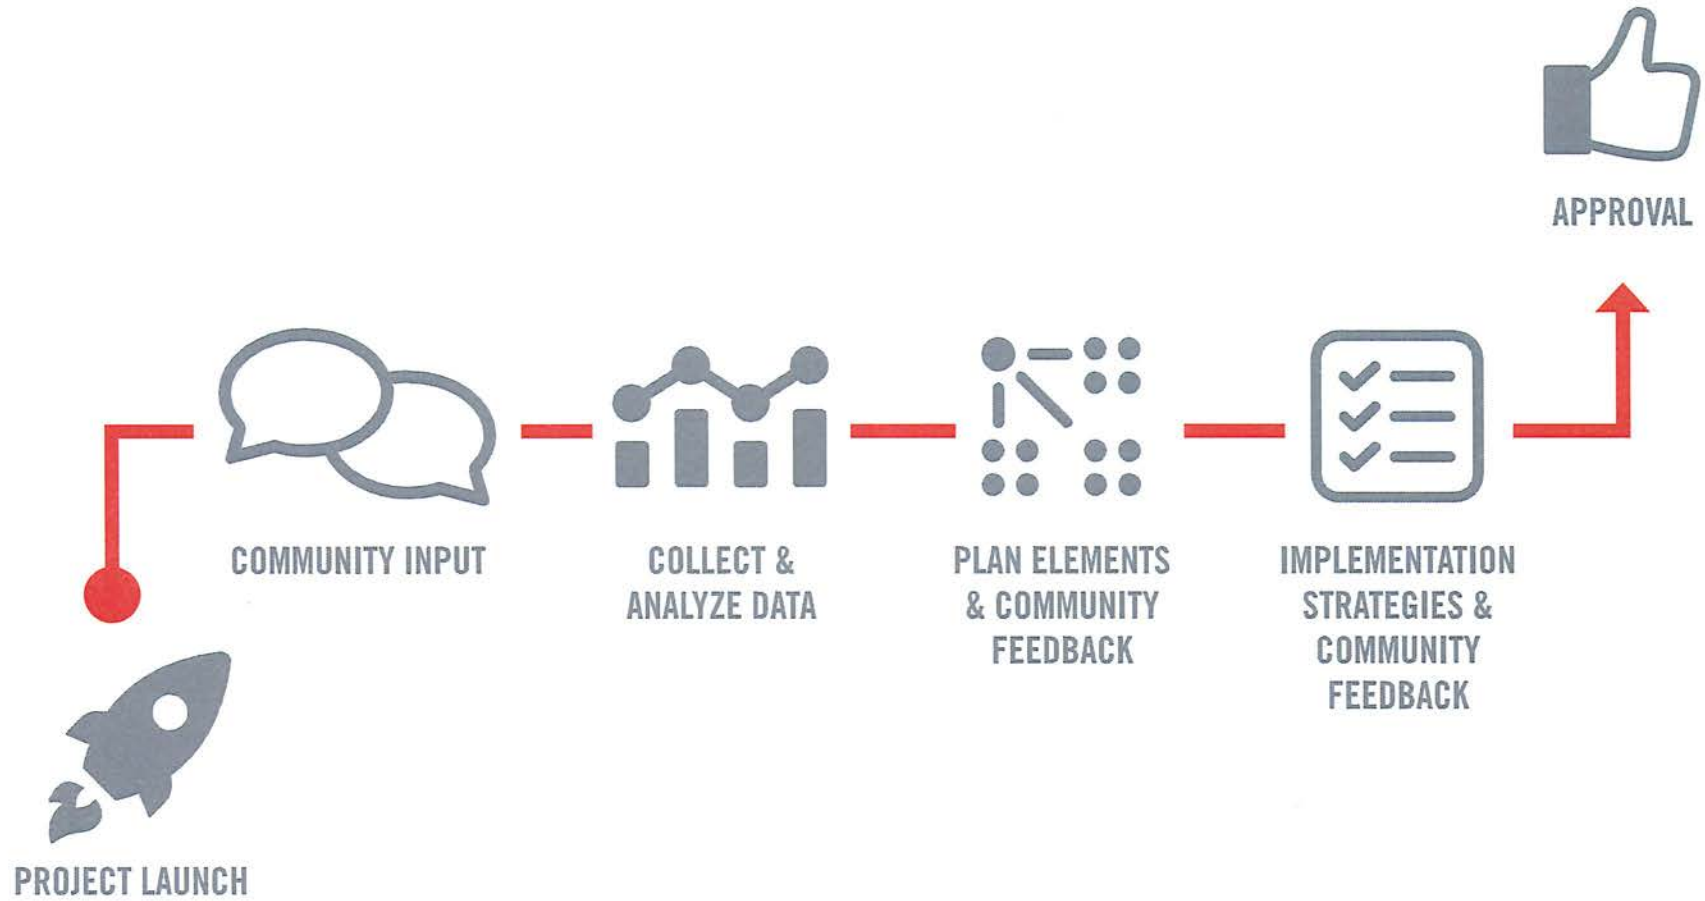 APPROVAL
COMMUNITY INPUT
COLLECT &
ANALYZE DATA
PLAN ELEMENTS
& COMMUNITY
FEEDBACK
IMPLEMENTATION
STRATEGIES &
COMMUNITY
FEEDBACK
PROJECT LAUNCH